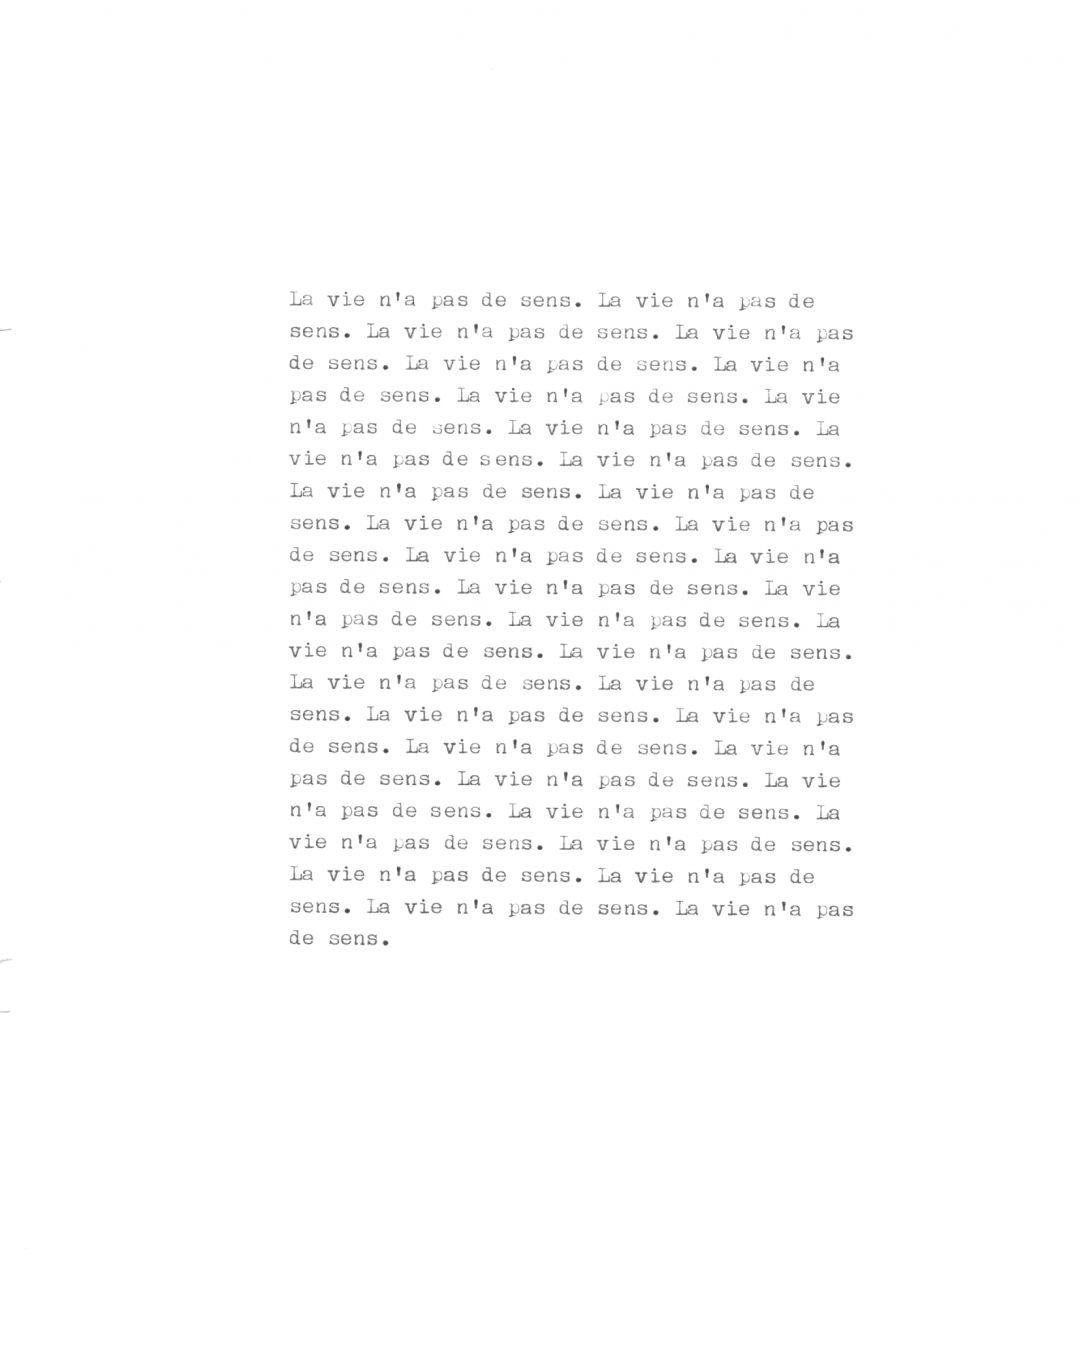 La vie n'a pas de sens. La vie n'a pas de
sens. La vie n'a pas de sens. La vie n'a pas
de sens. La vie n'a pas de sens. La vie n'a
pas de sens. La vie n'a pas de sens. La vie
n'a pas de sens. La vie n'a pas de sens. La
vie n'a pas de sens. La vie n'a pas de sens.
La vie n'a pas de sens. La vie n'a pas de
sens. La vie n'a pas de sens. La vie n'a pas
de sens. La vie n'a pas de sens. La vie n'a
pas de sens. La vie n'a pas de sens. La vie
n'a pas de sens. La vie n'a pas de sens. La
vie n'a pas de sens. La vie n'a pas de sens.
La vie n'a pas de sens. La vie n'a pas de
sens. La vie n'a pas de sens. La vie n'a pas
de sens. La vie n'a pas de sens. La vie n'a
pas de sens. La vie n'a pas de sens. La vie
n'a pas de sens. La vie n'a pas de sens. La
vie n'a pas de sens. La vie n'a pas de sens.
La vie n'a pas de sens. La vie n'a pas de
sens. La vie n'a pas de sens. La vie n'a pas
de sens.